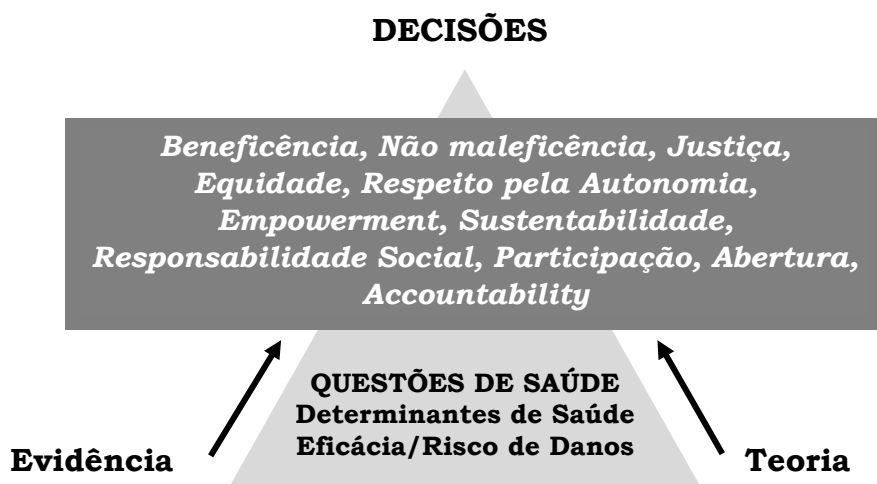 DECISÕES
Beneficência, Não maleficência, Justiça,
Equidade, Respeito pela Autonomia,
Empowerment, Sustentabilidade,
Responsabilidade Social, Participação, Abertura,
Accountability
QUESTÕES DE SAÚDE
Determinantes de Saúde
Eficácia/Risco de Danos
Evidência
Teoria